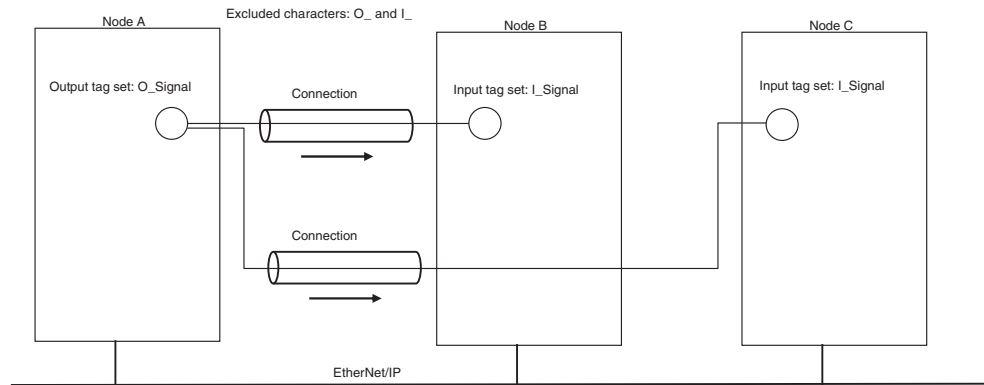 Excluded characters: O_ and I_
Node A
Node B
Node C
Output tag set: O_Signal
Connection
Input tag set: I_Signal
Input tag set: I_Signal
Connection
EtherNet/IP